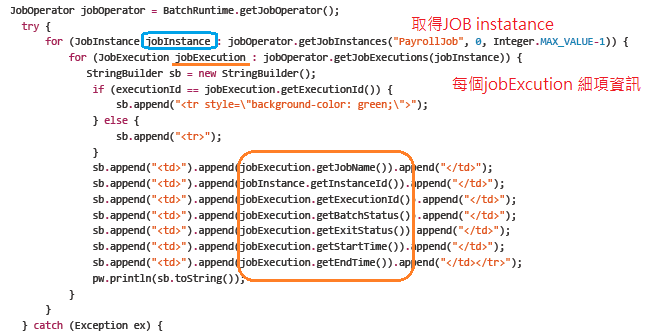 JobOperator jobOperator = BatchRuntime.getJobOperator();
try {
for (JobInstance jobInstance : jobOperator.getJobInstances("PayrollJob", 0, Integer.MAX_VALUE-1)) {
for (JobExecution jobExecution : jobOperator.getJobExecutions(jobInstance)) {
StringBuilder sb = new StringBuilder();
if (executionId == jobExecution.getExecutionId()) {
sb.append("<tr style=\"background-color: green;\">");
} else {
sb.append("<tr>");
}
sb.append("<td>").append(jobExecution.getJobName()).append("</td>");
sb.append("<td>").append(jobInstance.getInstanceId()).append("</td>");
sb.append("<td>").append(jobExecution.getExecutionId()).append("</td>");
sb.append("<td>").append(jobExecution.getBatchStatus()).append("</td>");
sb.append("<td>").append(jobExecution.getExitStatus()).append("</td>");
sb.append("<td>").append(jobExecution.getStartTime()).append("</td>");
sb.append("<td>").append(jobExecution.getEndTime()).append("</td></tr>");
pw.println(sb.toString());
}
}
} catch (Exception ex) {
取得JOB instatance
每個jobExcution 細項資訊